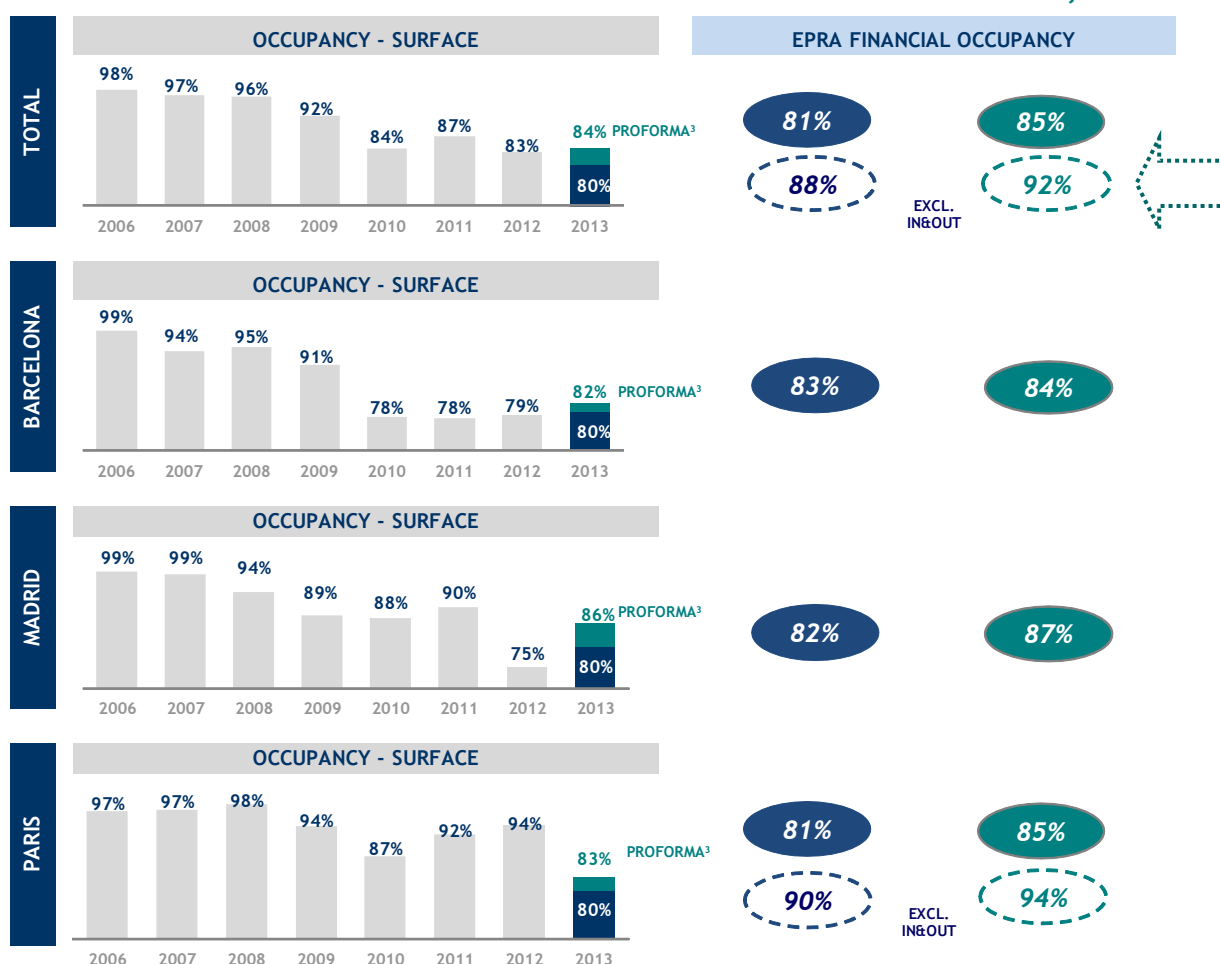 TOTAL
OCCUPANCY - SURFACE
98%
97%
96%
92%
84%
87%
83%
84% PROFORMA³
80%
2006 2007 2008 2009 2010 2011 2012 2013
EPRA FINANCIAL OCCUPANCY
81%
85%
88%
92%
EXCL.
IN&OUT
BARCELONA
OCCUPANCY - SURFACE
99%
94%
95%
91%
78%
78%
79%
82% PROFORMA³
80%
2006 2007 2008 2009 2010 2011 2012 2013
83%
84%
MADRID
OCCUPANCY - SURFACE
99%
99%
94%
89%
88%
90%
75%
86% PROFORMA³
80%
2006 2007 2008 2009 2010 2011 2012 2013
82%
87%
PARIS
OCCUPANCY - SURFACE
97%
97%
98%
94%
87%
92%
94%
83% PROFORMA³
80%
2006 2007 2008 2009 2010 2011 2012 2013
81%
85%
90%
94%
EXCL.
IN&OUT